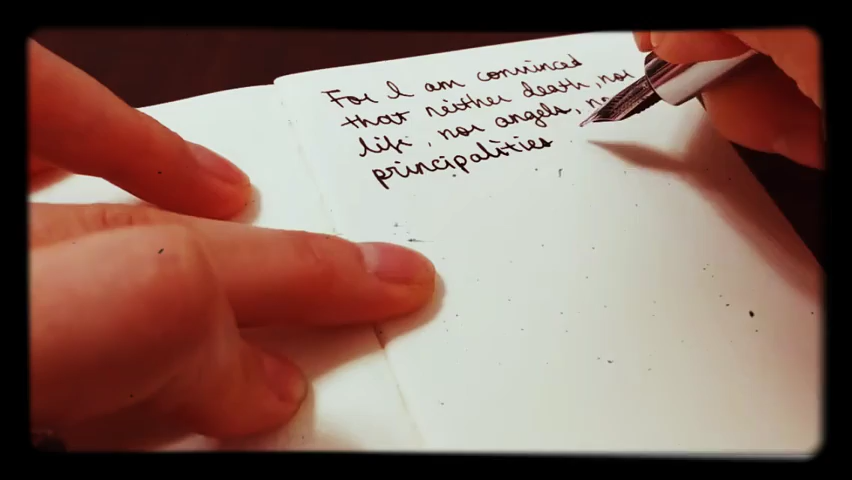 For I am convinced
that neither death, nor
life, nor angels, n
principalities